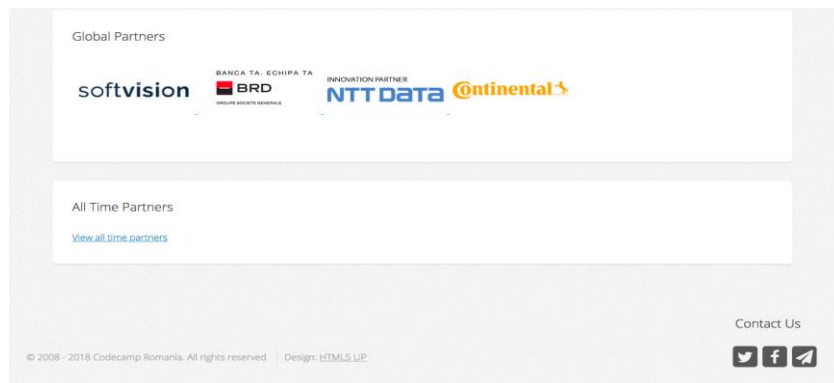 Global Partners
softvision
BANCA TA. ECHIPA TA
BRD
GROUPE SOCIETE GENERALE
INNOVATION PARTNER
NTT DATA
Continental
All Time Partners
View all time partners
Contact Us
© 2008 - 2018 Codecamp Romania. All rights reserved
Design: HTML5 UP